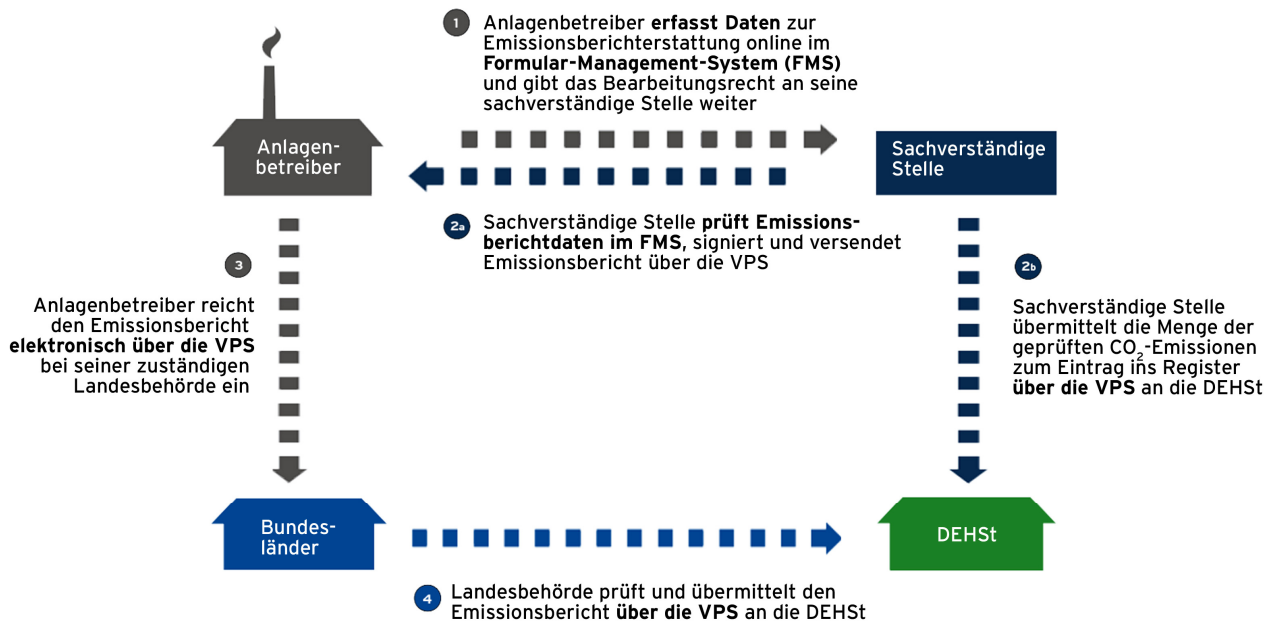 1
Anlagenbetreiber erfasst Daten zur
Emissionsberichterstattung online im
Formular-Management-System (FMS)
und gibt das Bearbeitungsrecht an seine
sachverständige Stelle weiter
Anlagen-
betreiber
Sachverständige
Stelle
2a
Sachverständige Stelle prüft Emissions-
berichtdaten im FMS, signiert und versendet
Emissionsbericht über die VPS
3
Anlagenbetreiber reicht
den Emissionsbericht
elektronisch über die VPS
bei seiner zuständigen
Landesbehörde ein
2b
Sachverständige Stelle
übermittelt die Menge der
geprüften CO₂-Emissionen
zum Eintrag ins Register
über die VPS an die DEHSt
Bundes-
länder
DEHSt
4
Landesbehörde prüft und übermittelt den
Emissionsbericht über die VPS an die DEHSt